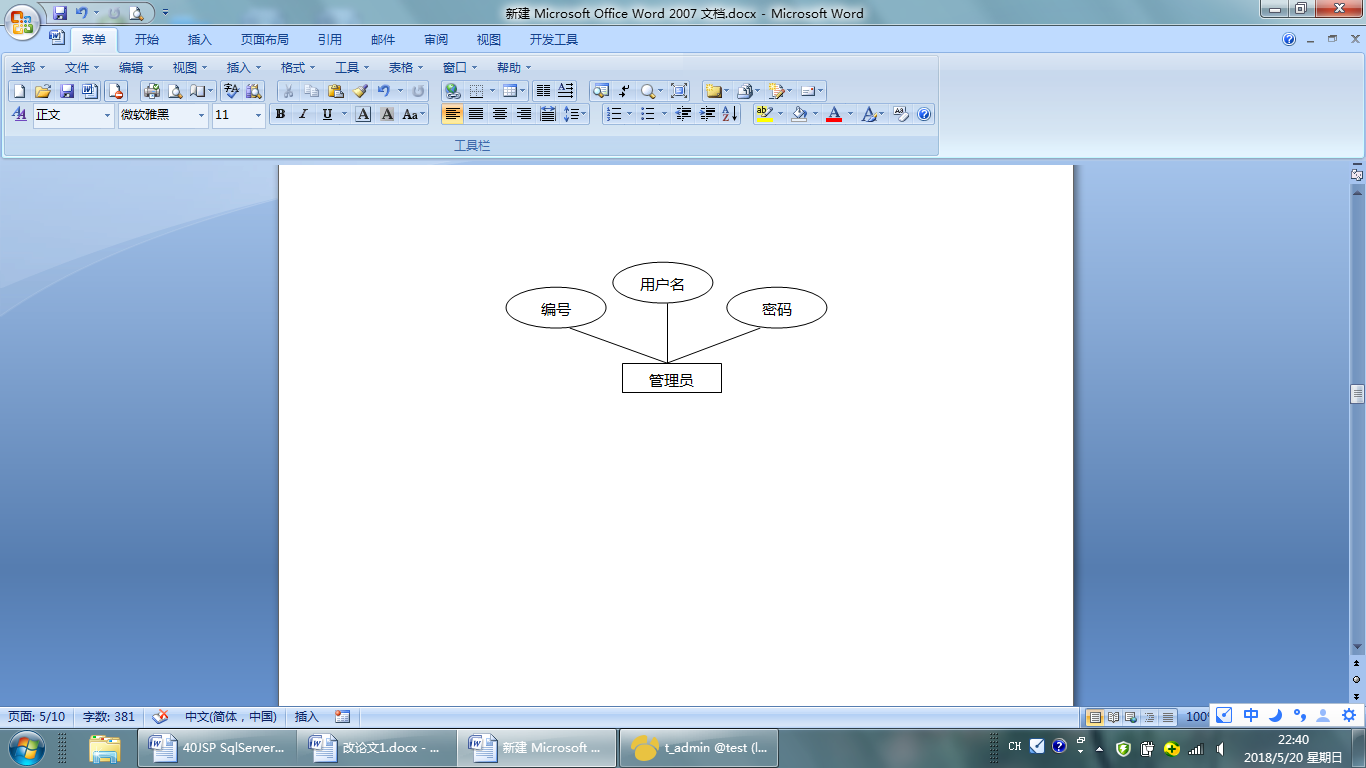 新建 Microsoft Office Word 2007 文档.docx - Microsoft Word
菜单 开始 插入 页面布局 引用 邮件 审阅 视图 开发工具
全部 文件 编辑 视图 插入 格式 工具 表格 窗口 帮助
正文 微软雅黑 11 B I U A A Aa
工具栏
用户名
编号 密码
管理员
页面: 5/10 字数: 381 中文(简体，中国) 插入 100% 中
40JSP SqlServer... 改论文1.docx - ... 新建 Microsoft ... t_admin @test (l... CH 22:40
2018/5/20 星期日